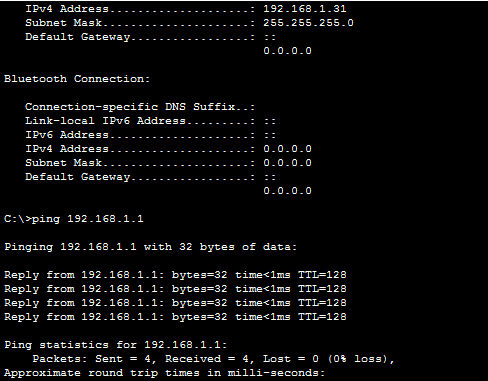 IPv4 Address....................: 192.168.1.31
   Subnet Mask.....................: 255.255.255.0
   Default Gateway.................: ::
                                     0.0.0.0
Bluetooth Connection:
   Connection-specific DNS Suffix..:
   Link-local IPv6 Address.........: ::
   IPv6 Address....................: ::
   IPv4 Address....................: 0.0.0.0
   Subnet Mask.....................: 0.0.0.0
   Default Gateway.................: ::
                                     0.0.0.0
C:\>ping 192.168.1.1
Pinging 192.168.1.1 with 32 bytes of data:
Reply from 192.168.1.1: bytes=32 time<1ms TTL=128
Reply from 192.168.1.1: bytes=32 time<1ms TTL=128
Reply from 192.168.1.1: bytes=32 time<1ms TTL=128
Reply from 192.168.1.1: bytes=32 time<1ms TTL=128
Ping statistics for 192.168.1.1:
    Packets: Sent = 4, Received = 4, Lost = 0 (0% loss),
Approximate round trip times in milli-seconds: